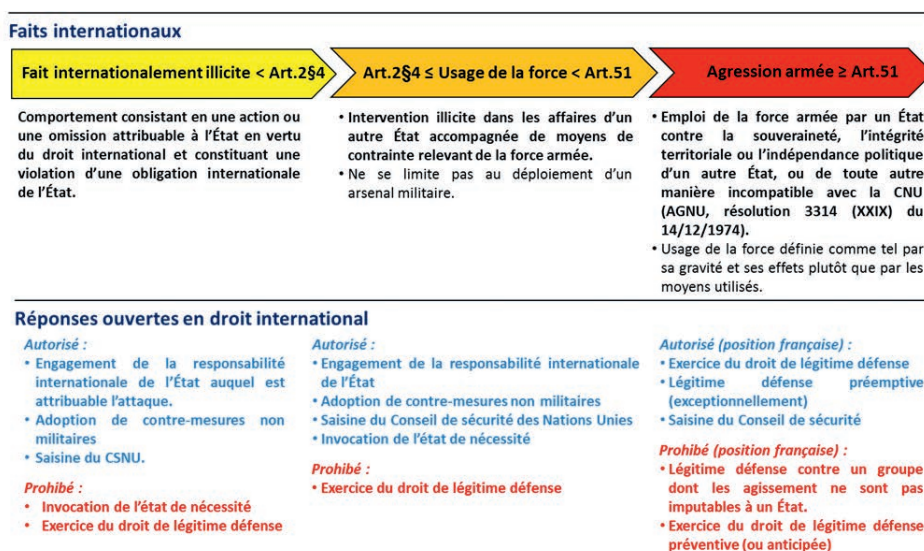 Faits internationaux
Fait internationalement illicite < Art.2§4
Art.2§4 ≤ Usage de la force < Art.51
Agression armée ≥ Art.51
Comportement consistant en une action ou
une omission attribuable à l’État en vertu
du droit international et constituant une
violation d’une obligation internationale
de l’État.
• Intervention illicite dans les affaires d’un
autre État accompagnée de moyens de
contrainte relevant de la force armée.
• Ne se limite pas au déploiement d’un
arsenal militaire.
• Emploi de la force armée par un État
contre la souveraineté, l’intégrité
territoriale ou l’indépendance politique
d’un autre État, ou de toute autre
manière incompatible avec la CNU
(AGNU, résolution 3314 (XXIX) du
14/12/1974).
• Usage de la force définie comme tel par
sa gravité et ses effets plutôt que par les
moyens utilisés.
Réponses ouvertes en droit international
Autorisé :
• Engagement de la responsabilité
internationale de l’État auquel est
attribuable l’attaque.
• Adoption de contre-mesures non
militaires
• Saisine du CSNU.
Prohibé :
• Invocation de l’état de nécessité
• Exercice du droit de légitime défense
Autorisé :
• Engagement de la responsabilité internationale
de l’État
• Adoption de contre-mesures non militaires
• Saisine du Conseil de sécurité des Nations Unies
• Invocation de l’état de nécessité
Prohibé :
• Exercice du droit de légitime défense
Autorisé (position française) :
• Exercice du droit de légitime défense
• Légitime défense préemptive
(exceptionnellement)
• Saisine du Conseil de sécurité
Prohibé (position française) :
• Légitime défense contre un groupe
dont les agissement ne sont pas
imputables à un État.
• Exercice du droit de légitime défense
préventive (ou anticipée)